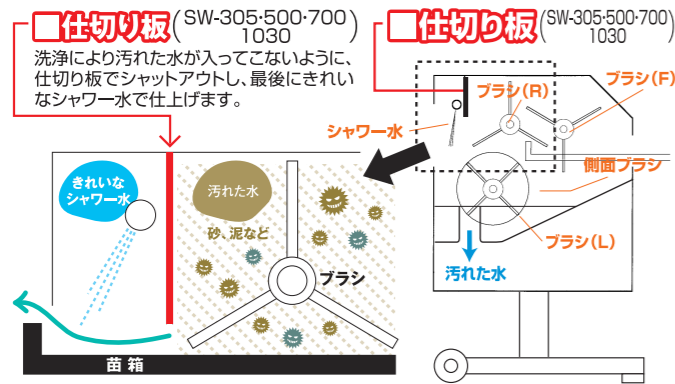 ■仕切り板(SW-305・500・700
1030)
洗浄により汚れた水が入ってこないように、
仕切り板でシャットアウトし、最後にきれい
なシャワー水で仕上げます。
きれいな
シャワー水
汚れた水
砂、泥など
ブラシ
苗箱
■仕切り板(SW-305・500・700
1030)
ブラシ(R)
ブラシ(F)
シャワー水
側面ブラシ
ブラシ(L)
汚れた水